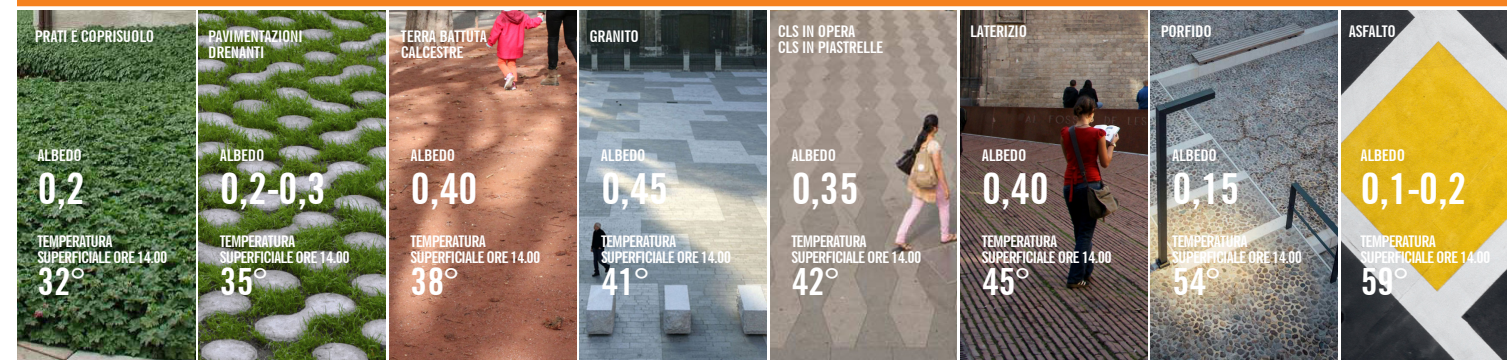 PRATI E COPRISUOLO
ALBEDO
0,2
TEMPERATURA
SUPERFICIALE ORE 14.00
32°
PAVIMENTAZIONI
DRENANTI
ALBEDO
0,2-0,3
TEMPERATURA
SUPERFICIALE ORE 14.00
35°
TERRA BATTUTA
CALCESTRE
ALBEDO
0,40
TEMPERATURA
SUPERFICIALE ORE 14.00
38°
GRANITO
ALBEDO
0,45
TEMPERATURA
SUPERFICIALE ORE 14.00
41°
CLS IN OPERA
CLS IN PIASTRELLE
ALBEDO
0,35
TEMPERATURA
SUPERFICIALE ORE 14.00
42°
LATERIZIO
ALBEDO
0,40
TEMPERATURA
SUPERFICIALE ORE 14.00
45°
PORFIDO
ALBEDO
0,15
TEMPERATURA
SUPERFICIALE ORE 14.00
54°
ASFALTO
ALBEDO
0,1-0,2
TEMPERATURA
SUPERFICIALE ORE 14.00
59°